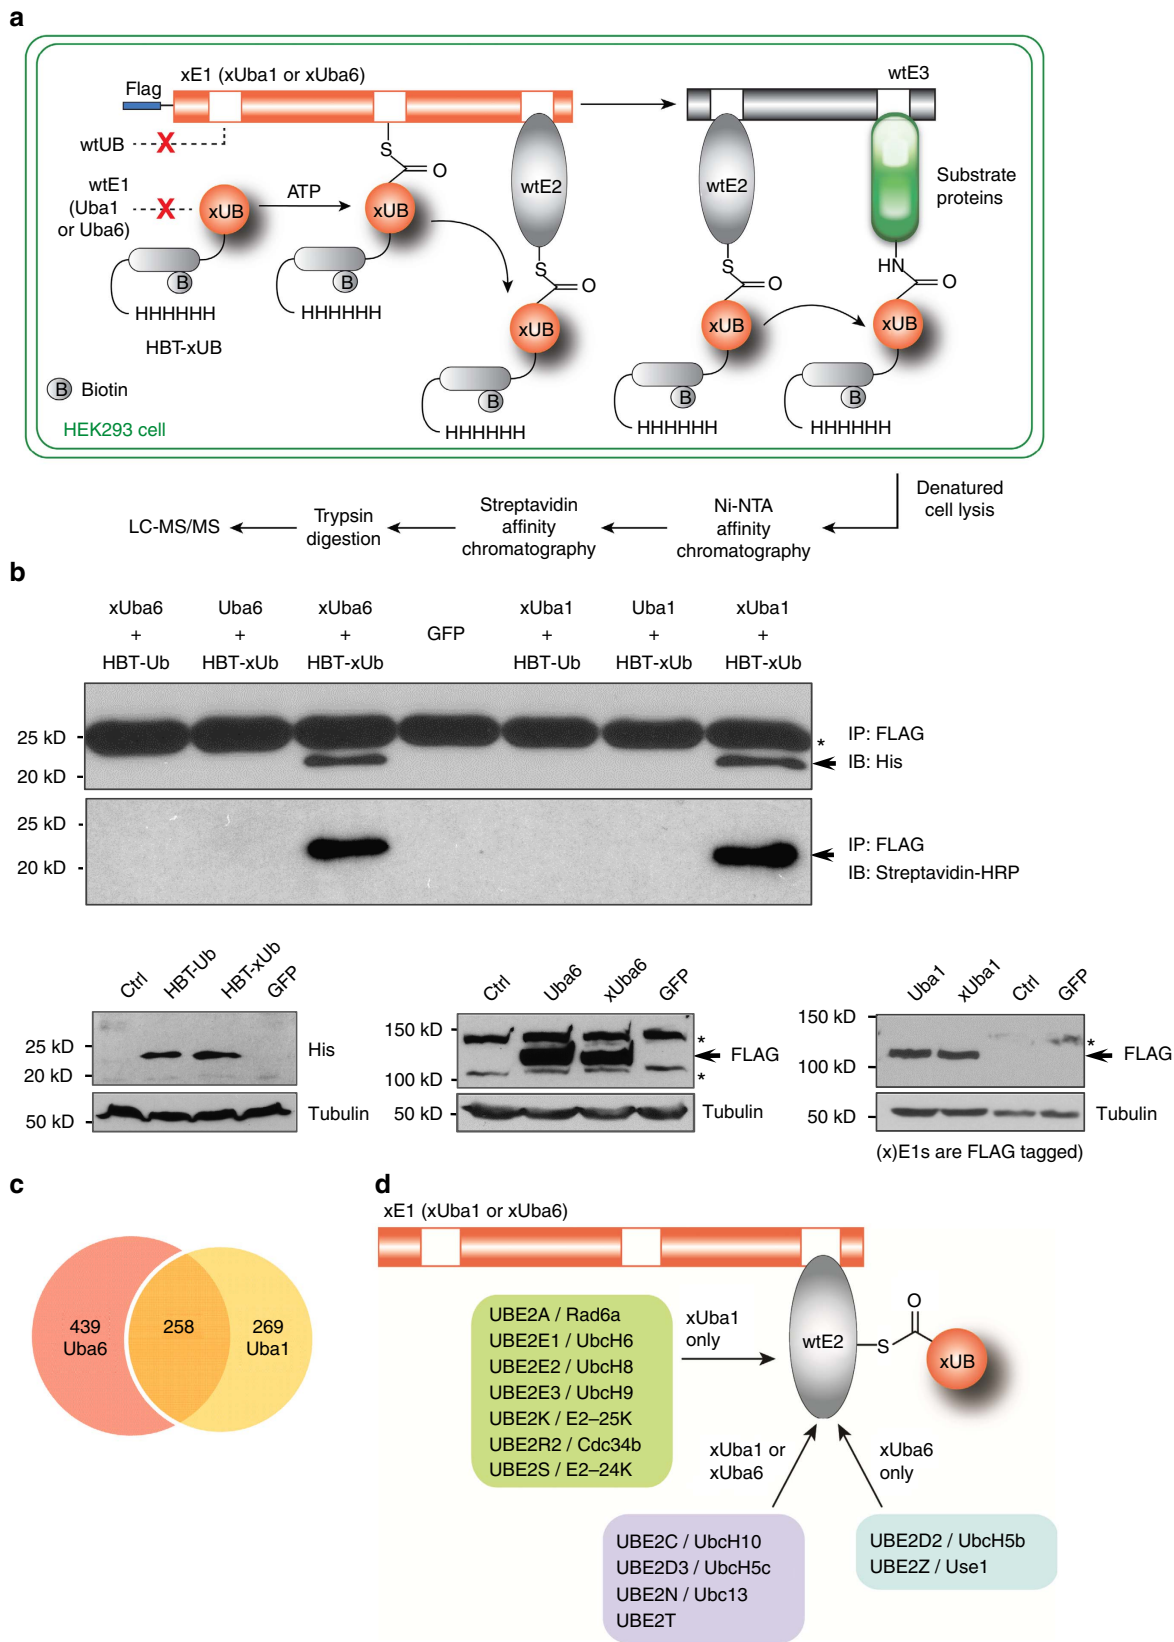 a
xE1 (xUba1 or xUba6)
Flag
wtE3
wtUB
S
O
wtE1
(Uba1
or Uba6)
X
X
xUB
ATP
xUB
wtE2
wtE2
Substrate
proteins
B
HHHHHH
HBT-xUB
B
HHHHHH
S
O
xUB
B
HHHHHH
S
O
xUB
B
HHHHHH
HN
O
xUB
B
HHHHHH
B Biotin
HEK293 cell
Denatured
cell lysis
Ni-NTA
affinity
chromatography
Streptavidin
affinity
chromatography
Trypsin
digestion
LC-MS/MS
b
xUba6
+
HBT-Ub
Uba6
+
HBT-xUb
xUba6
+
HBT-xUb
GFP
xUba1
+
HBT-Ub
Uba1
+
HBT-xUb
xUba1
+
HBT-xUb
25 kD
20 kD
*
IP: FLAG
IB: His
25 kD
20 kD
IP: FLAG
IB: Streptavidin-HRP
Ctrl
HBT-Ub
HBT-xUb
GFP
25 kD
20 kD
His
50 kD
Tubulin
Ctrl
Uba6
xUba6
GFP
150 kD
*
FLAG
100 kD
*
50 kD
Tubulin
Uba1
xUba1
Ctrl
GFP
150 kD
*
FLAG
100 kD
50 kD
Tubulin
(x)E1s are FLAG tagged)
c
439
Uba6
258
269
Uba1
d
xE1 (xUba1 or xUba6)
UBE2A / Rad6a
UBE2E1 / UbcH6
UBE2E2 / UbcH8
UBE2E3 / UbcH9
UBE2K / E2–25K
UBE2R2 / Cdc34b
UBE2S / E2–24K
xUba1
only
wtE2
S
O
xUB
xUba1 or
xUba6
xUba6
only
UBE2C / UbcH10
UBE2D3 / UbcH5c
UBE2N / Ubc13
UBE2T
UBE2D2 / UbcH5b
UBE2Z / Use1